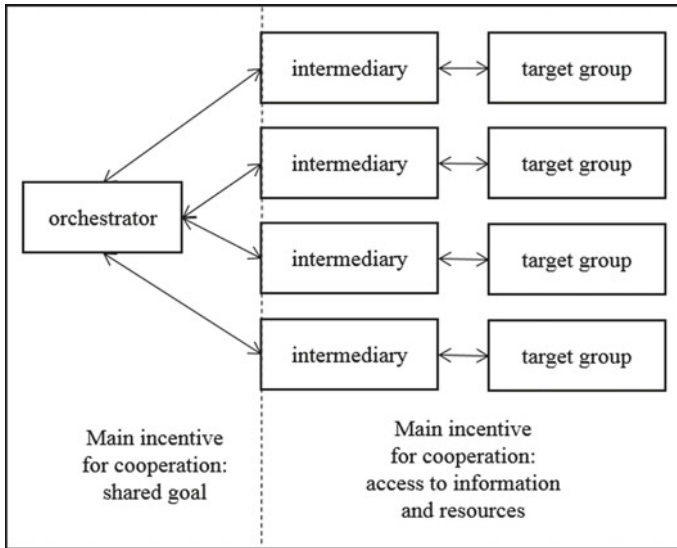 intermediary
target group
intermediary
target group
orchestrator
intermediary
target group
intermediary
target group
Main incentive
for cooperation:
shared goal
Main incentive
for cooperation:
access to information
and resources